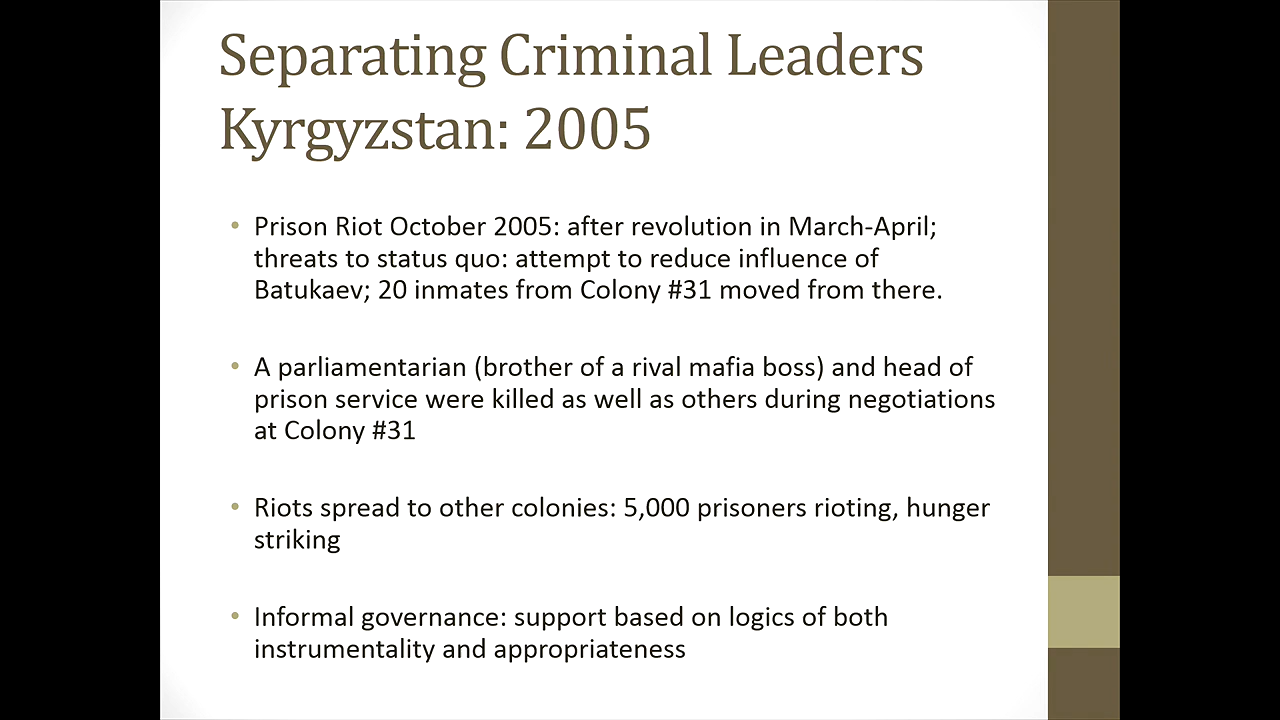 Separating Criminal Leaders
Kyrgyzstan: 2005
• Prison Riot October 2005: after revolution in March-April;
threats to status quo: attempt to reduce influence of
Batukaev; 20 inmates from Colony #31 moved from there.
• A parliamentarian (brother of a rival mafia boss) and head of
prison service were killed as well as others during negotiations
at Colony #31
• Riots spread to other colonies: 5,000 prisoners rioting, hunger
striking
• Informal governance: support based on logics of both
instrumentality and appropriateness